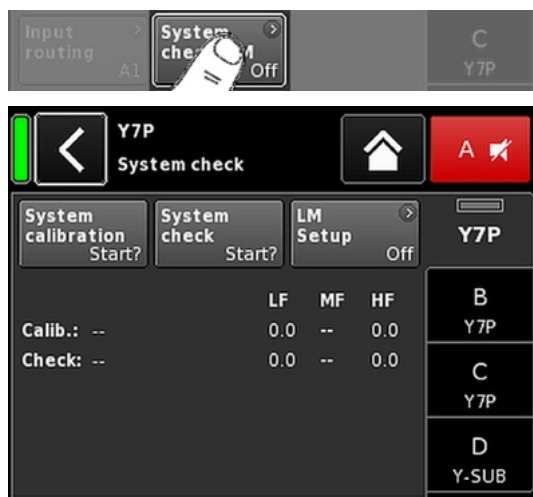 Input
routing
A1
System
Off
C
Y7P
Y7P
System check
A
System
calibration
Start?
System
check
Start?
LM
Setup
Off
Y7P
LF MF HF
Calib.: -- 0.0 -- 0.0
Check: -- 0.0 -- 0.0
B
Y7P
C
Y7P
D
Y-SUB